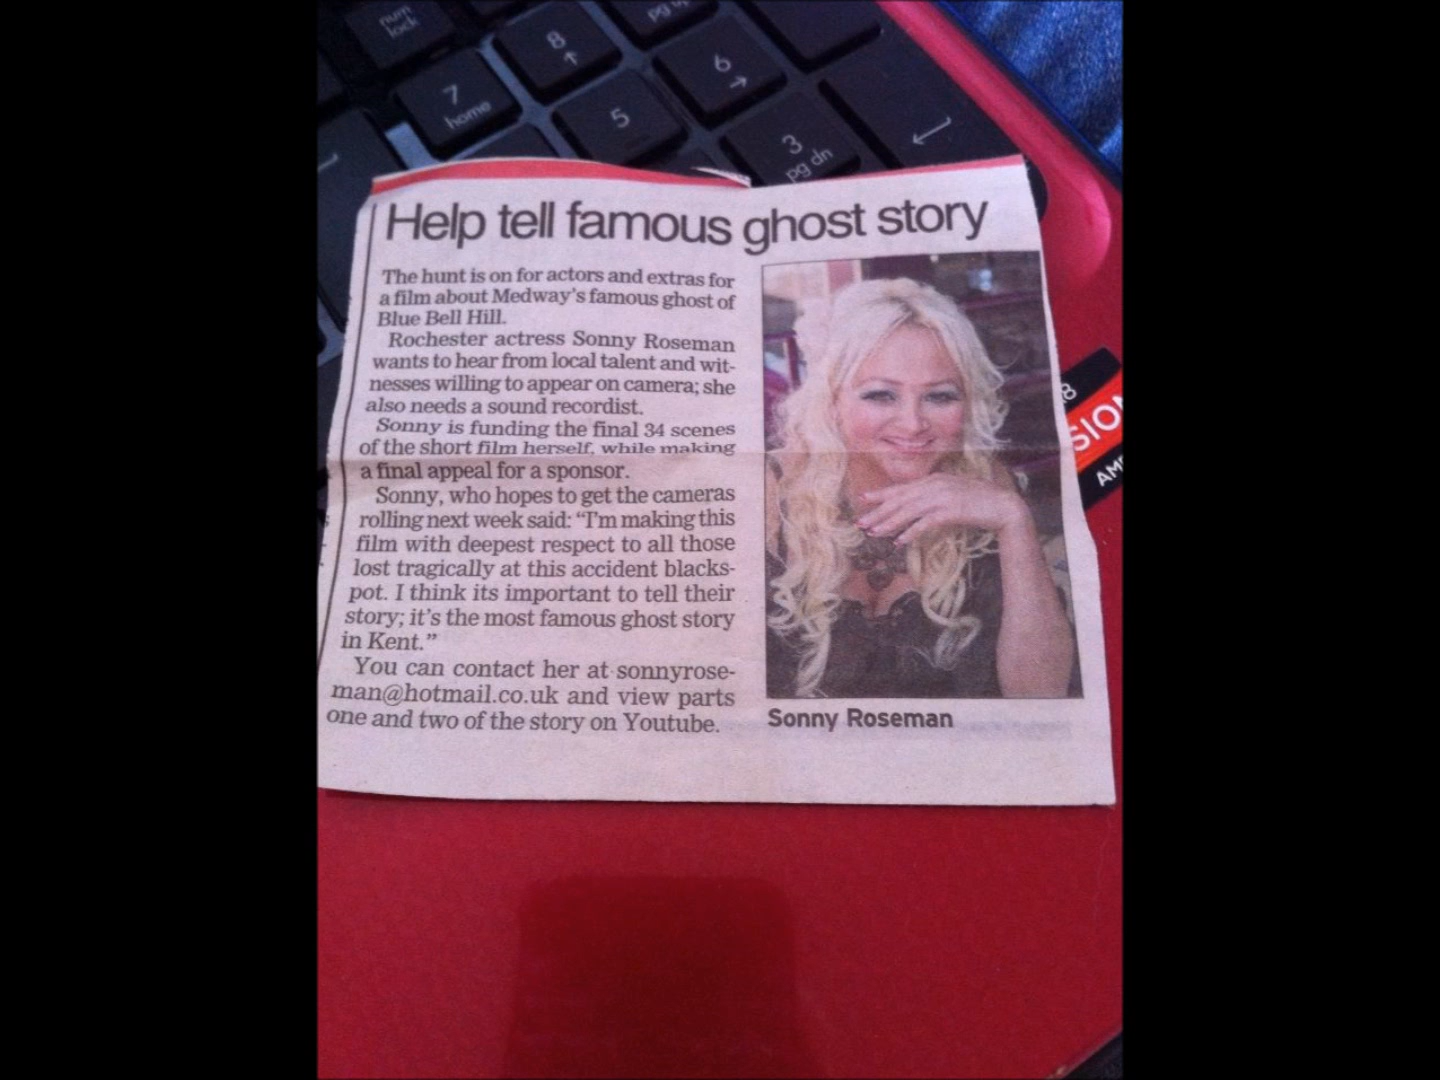 num
lock
pg up
8
6
7
home
5
3
pg dn
Help tell famous ghost story
The hunt is on for actors and extras for
a film about Medway's famous ghost of
Blue Bell Hill.
Rochester actress Sonny Roseman
wants to hear from local talent and wit-
nesses willing to appear on camera; she
also needs a sound recordist.
Sonny is funding the final 34 scenes
of the short film herself, while making
a final appeal for a sponsor.
Sonny, who hopes to get the cameras
rolling next week said: "I'm making this
film with deepest respect to all those
lost tragically at this accident blacks-
pot. I think its important to tell their
story; it's the most famous ghost story
in Kent."
You can contact her at sonnyrose-
man@hotmail.co.uk and view parts
one and two of the story on Youtube.
Sonny Roseman
8
SION
AMD